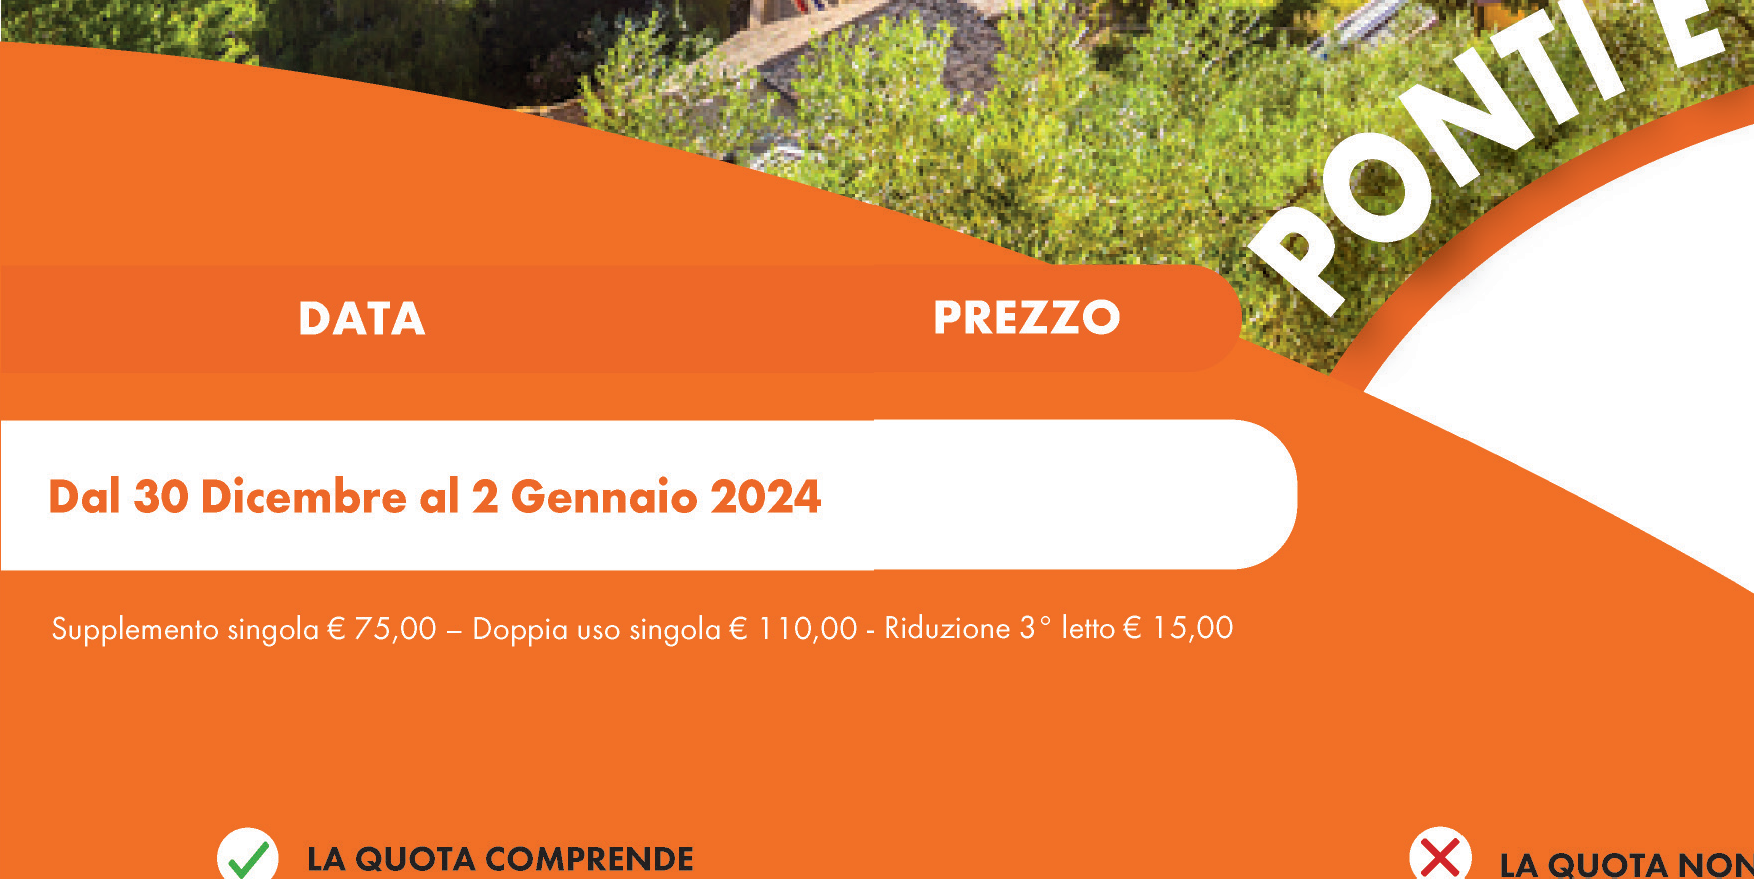 PONTI E
DATA PREZZO
Dal 30 Dicembre al 2 Gennaio 2024
Supplemento singola € 75,00 – Doppia uso singola € 110,00 - Riduzione 3° letto € 15,00
LA QUOTA COMPRENDE
LA QUOTA NON